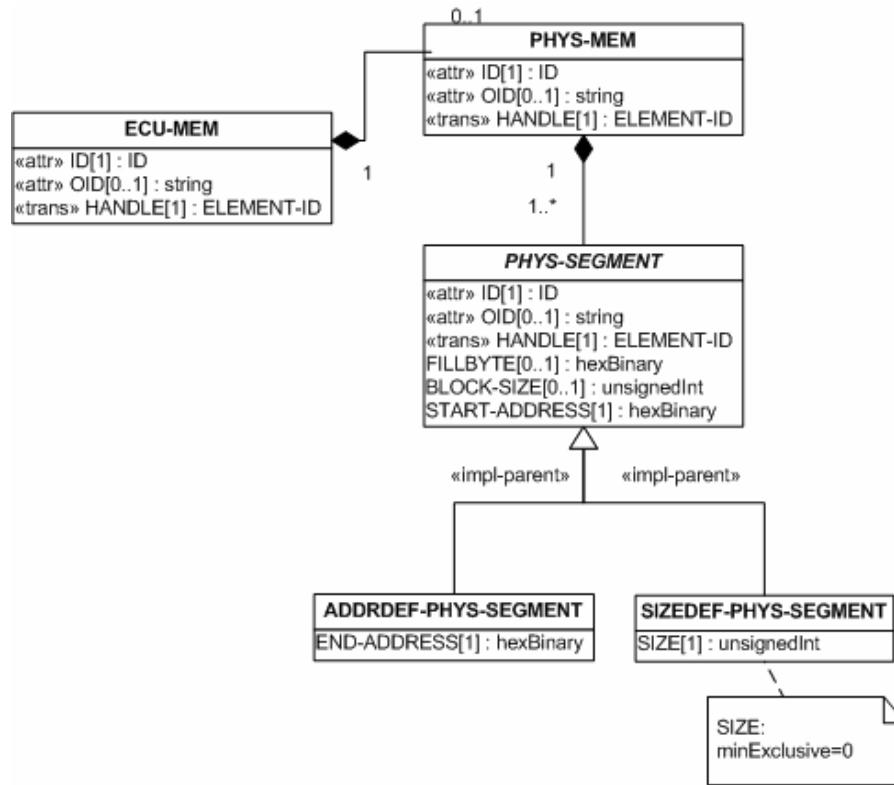 0..1
PHYS-MEM
«attr» ID[1] : ID
«attr» OID[0..1] : string
«trans» HANDLE[1] : ELEMENT-ID
ECU-MEM
«attr» ID[1] : ID
«attr» OID[0..1] : string
«trans» HANDLE[1] : ELEMENT-ID
1
1
1..*
PHYS-SEGMENT
«attr» ID[1] : ID
«attr» OID[0..1] : string
«trans» HANDLE[1] : ELEMENT-ID
FILLBYTE[0..1] : hexBinary
BLOCK-SIZE[0..1] : unsignedInt
START-ADDRESS[1] : hexBinary
«impl-parent»
«impl-parent»
ADDRDEF-PHYS-SEGMENT
END-ADDRESS[1] : hexBinary
SIZEDEF-PHYS-SEGMENT
SIZE[1] : unsignedInt
SIZE:
minExclusive=0